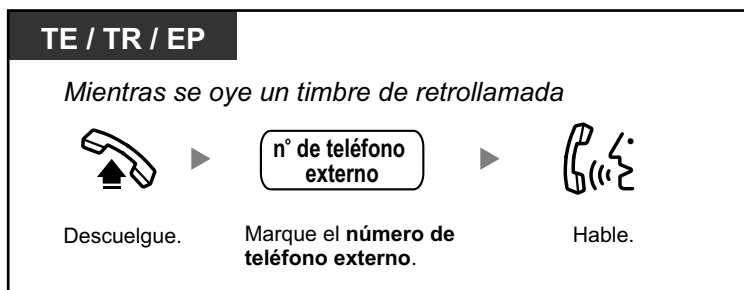 TE / TR / EP
Mientras se oye un timbre de retrollamada
n° de teléfono
externo
Descuelgue.
Marque el número de
teléfono externo.
Hable.